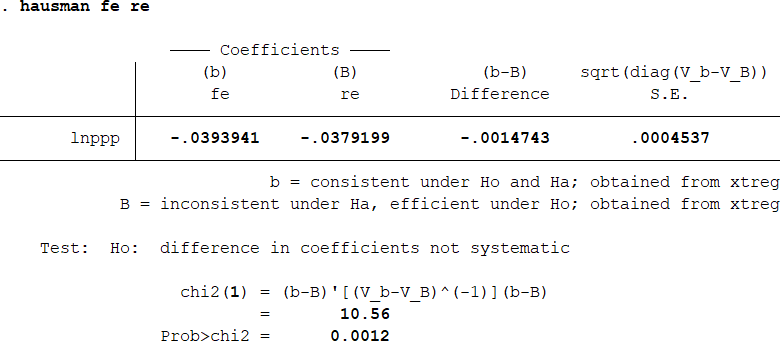 . hausman fe re
Coefficients
(b) (B) (b-B) sqrt(diag(V_b-V_B))
fe re Difference S.E.
lnppp -.0393941 -.0379199 -.0014743 .0004537
b = consistent under Ho and Ha; obtained from xtreg
B = inconsistent under Ha, efficient under Ho; obtained from xtreg
Test: Ho: difference in coefficients not systematic
chi2(1) = (b-B)'[(V_b-V_B)^(-1)](b-B)
= 10.56
Prob>chi2 = 0.0012